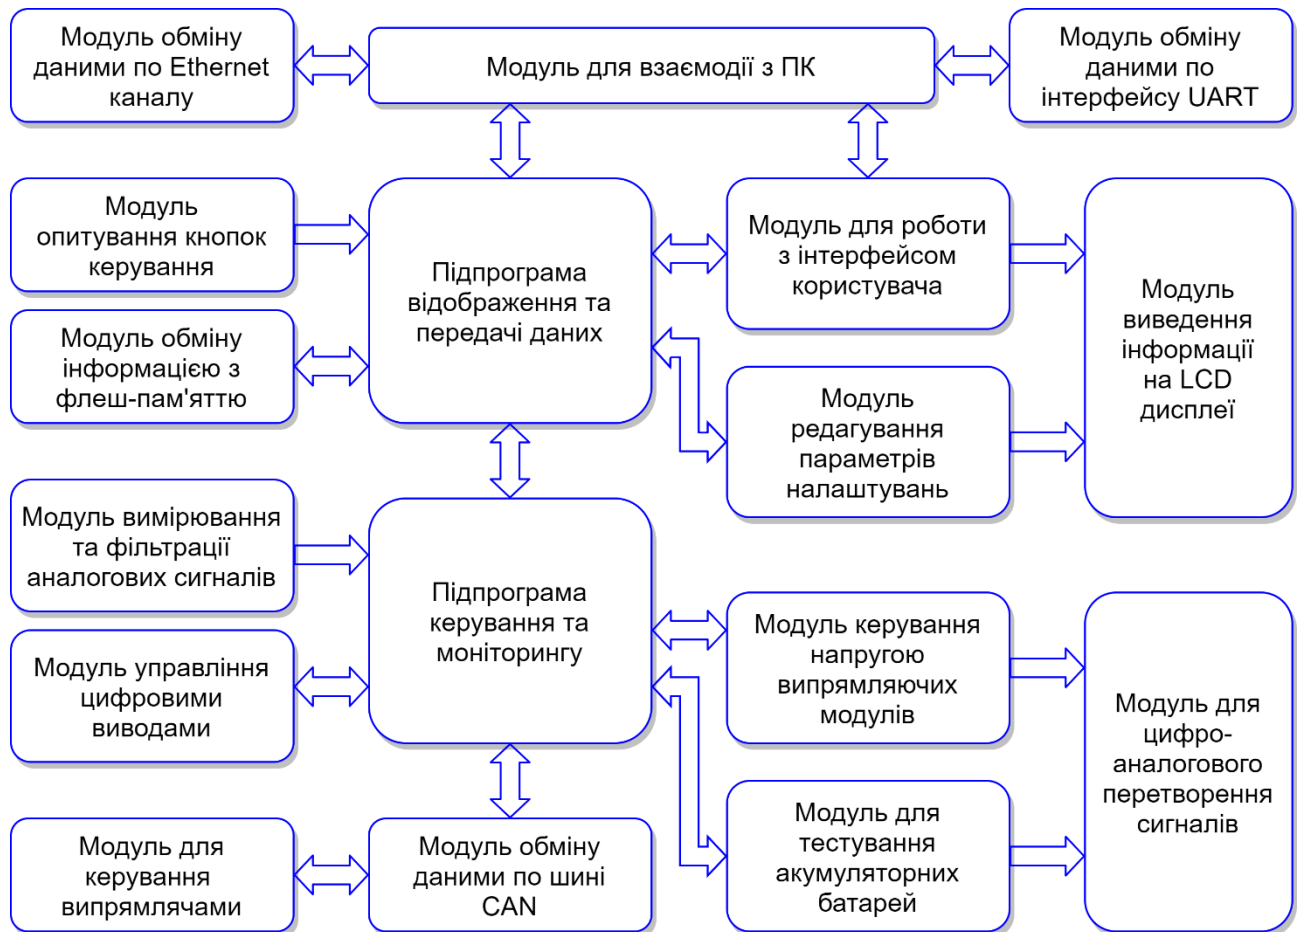 Модуль обміну
даними по Ethernet
каналу
Модуль для взаємодії з ПК
Модуль обміну
даними по
інтерфейсу UART
Модуль
опитування кнопок
керування
Підпрограма
відображення та
передачі даних
Модуль для роботи
з інтерфейсом
користувача
Модуль
виведення
інформації
на LCD
дисплеї
Модуль обміну
інформацією з
флеш-пам'яттю
Модуль
редагування
параметрів
налаштувань
Модуль вимірювання
та фільтрації
аналогових сигналів
Підпрограма
керування та
моніторингу
Модуль керування
напругою
випрямляючих
модулів
Модуль для
цифро-
аналогового
перетворення
сигналів
Модуль управління
цифровими
виводами
Модуль для
керування
випрямлячами
Модуль обміну
даними по шині
CAN
Модуль для
тестування
акумуляторних
батарей